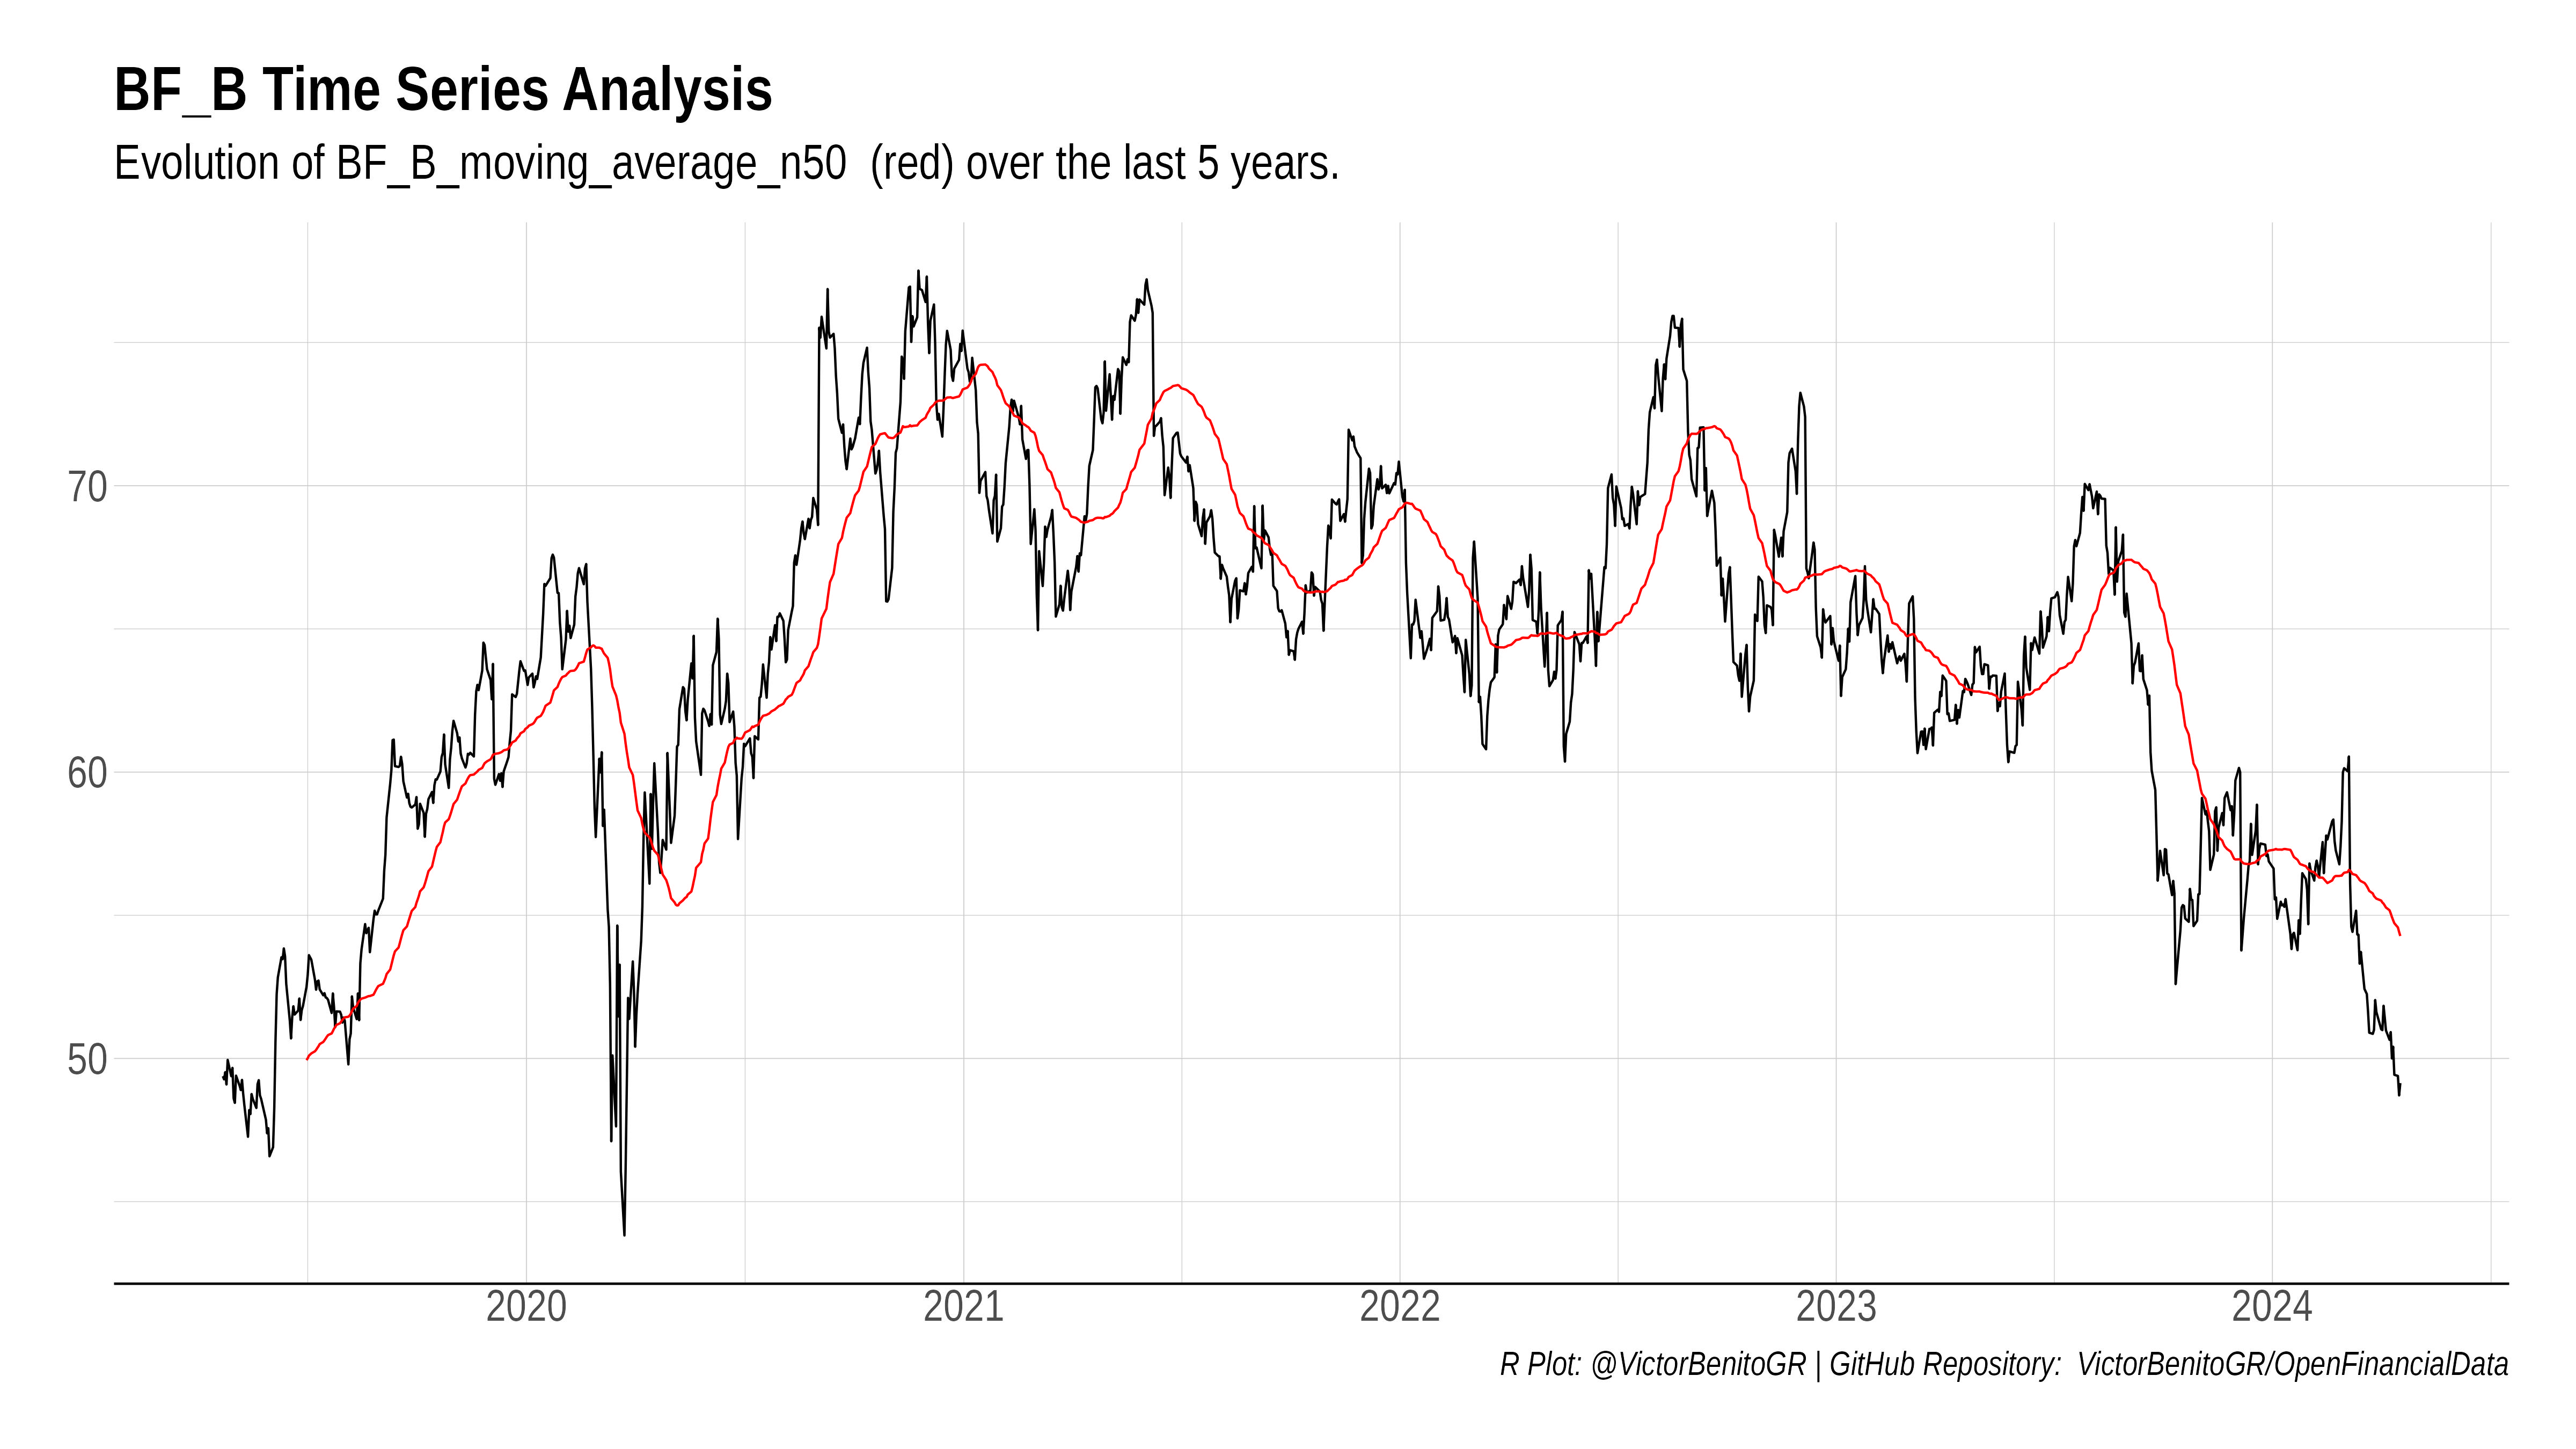 BF_B Time Series Analysis
Evolution of BF_B_moving_average_n50  (red) over the last 5 years.
70
60
50
2020 2021 2022 2023 2024
R Plot: @VictorBenitoGR | GitHub Repository:  VictorBenitoGR/OpenFinancialData